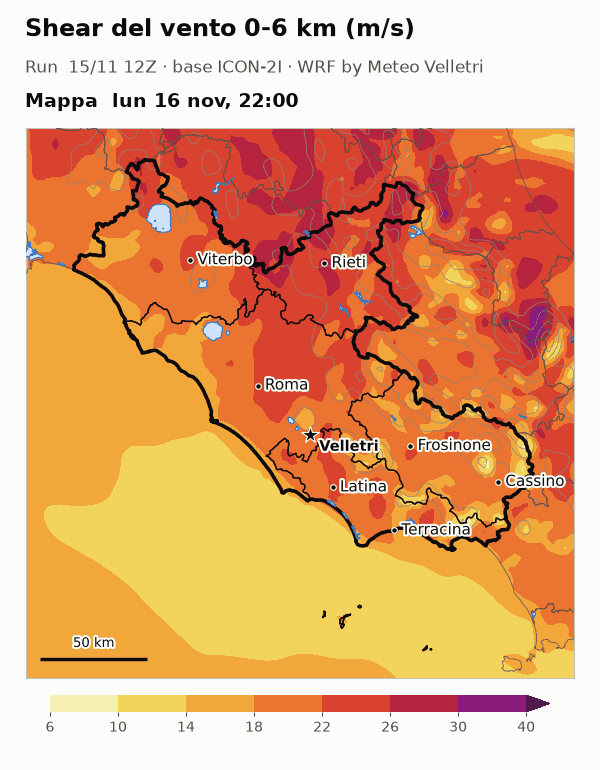 Shear del vento 0-6 km (m/s)
Run  15/11 12Z · base ICON-2I · WRF by Meteo Velletri
Mappa  lun 16 nov, 22:00
Viterbo
Rieti
Roma
Velletri
Frosinone
Cassino
Latina
Terracina
50 km
6 10 14 18 22 26 30 40